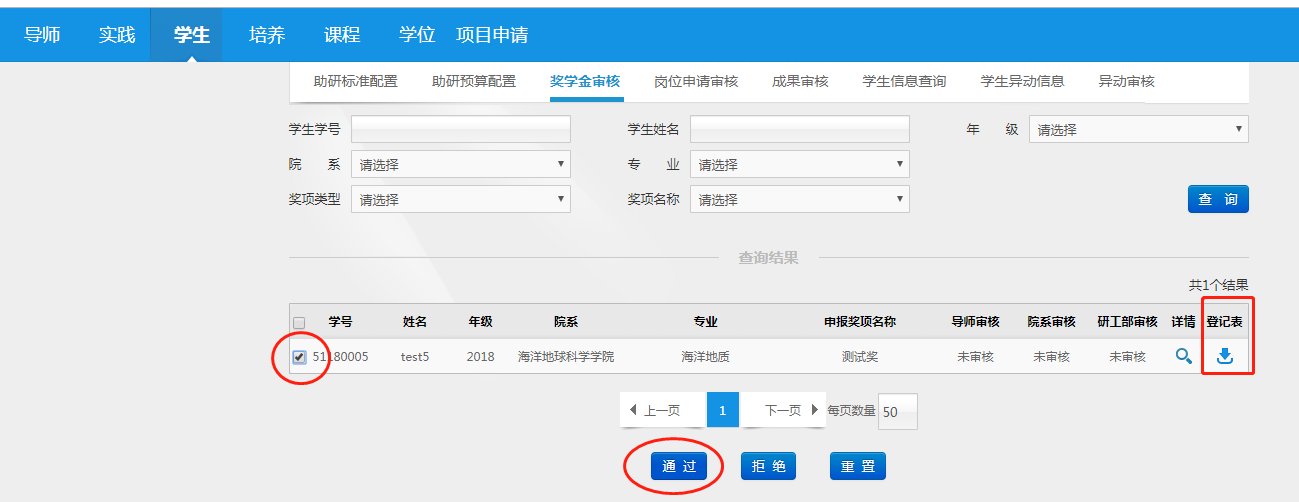 导师 实践 学生 培养 课程 学位 项目申请
助研标准配置 助研预算配置 奖学金审核 岗位申请审核 成果审核 学生信息查询 学生异动信息 异动审核
学生学号 学生姓名 年 级 请选择
院 系 请选择 专 业 请选择
奖项类型 请选择 奖项名称 请选择 查 询
查询结果
共1个结果
学号 姓名 年级 院系 专业 申报奖项名称 导师审核 院系审核 研工部审核 详情 登记表
51180005 test5 2018 海洋地球科学学院 海洋地质 测试奖 未审核 未审核 未审核
上一页 1 下一页 每页数量 50
通 过 拒 绝 重 置